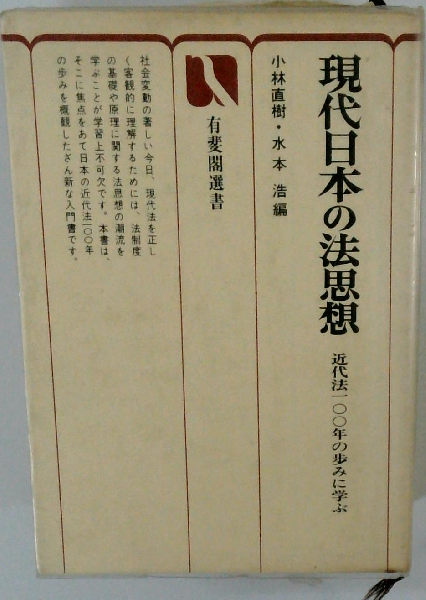 現代日本の法思想
近代法一〇〇年の歩みに学ぶ
小林直樹・水本 浩編
有斐閣選書
社会変動の著しい今日、現代法を正し
く客観的に理解するためには、法制度
の基礎や原理に関する法思想の潮流を
学ぶことが学習上不可欠です。本書は、
そこに焦点をあて日本の近代法一〇〇年
の歩みを概観したざん新な入門書です。